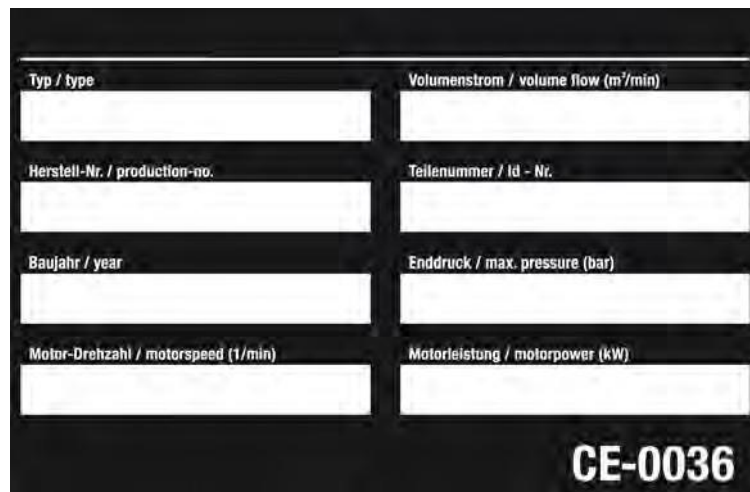 Typ / type
Volumenstrom / volume flow (m³/min)
Herstell-Nr. / production-no.
Teilenummer / Id - Nr.
Baujahr / year
Enddruck / max. pressure (bar)
Motor-Drehzahl / motorspeed (1/min)
Motorleistung / motorpower (kW)
CE-0036